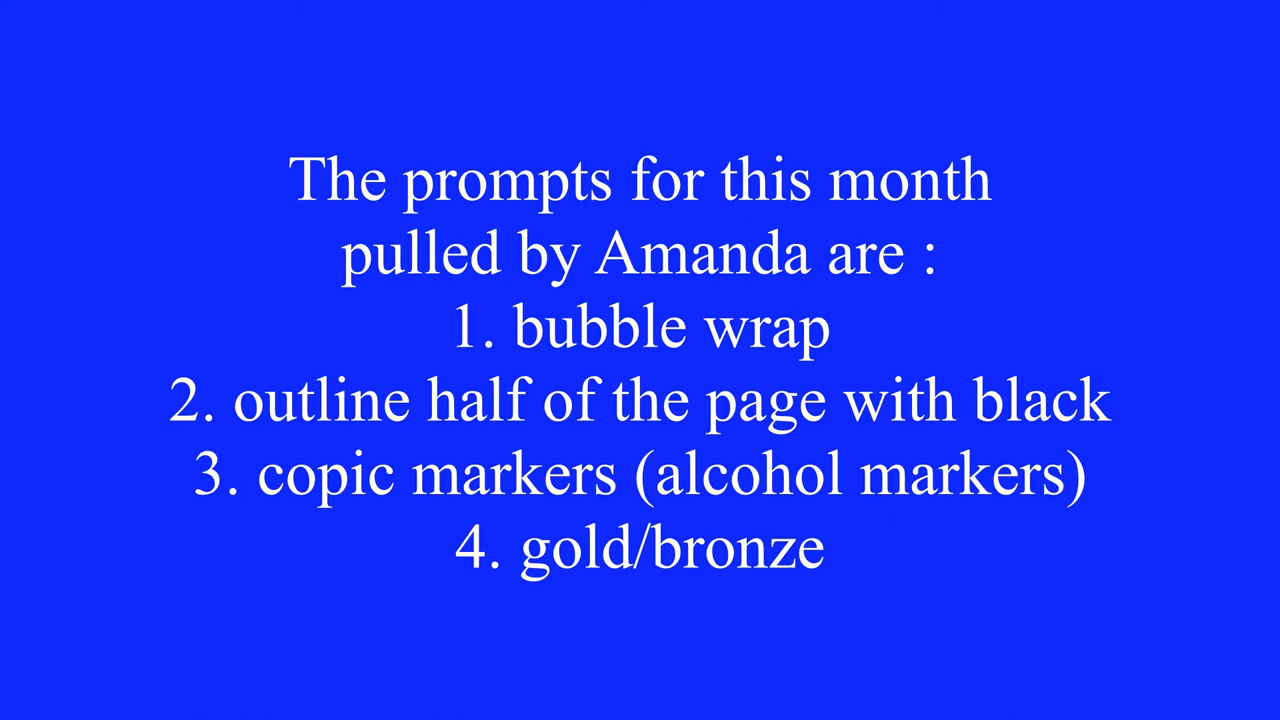 The prompts for this month
pulled by Amanda are :
1. bubble wrap
2. outline half of the page with black
3. copic markers (alcohol markers)
4. gold/bronze